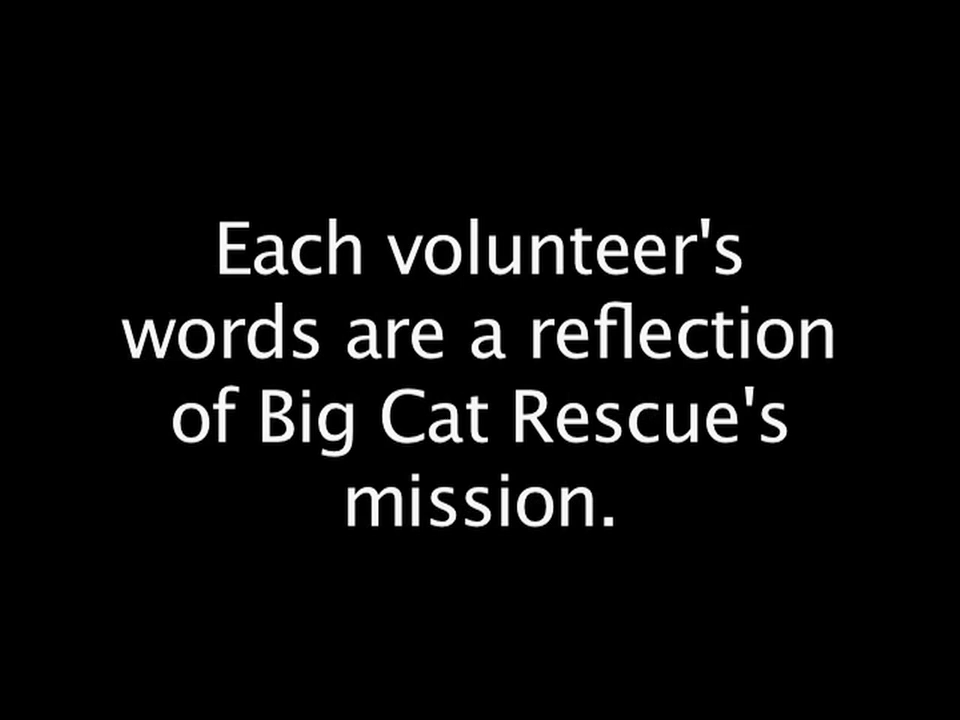 Each volunteer's
words are a reflection
of Big Cat Rescue's
mission.